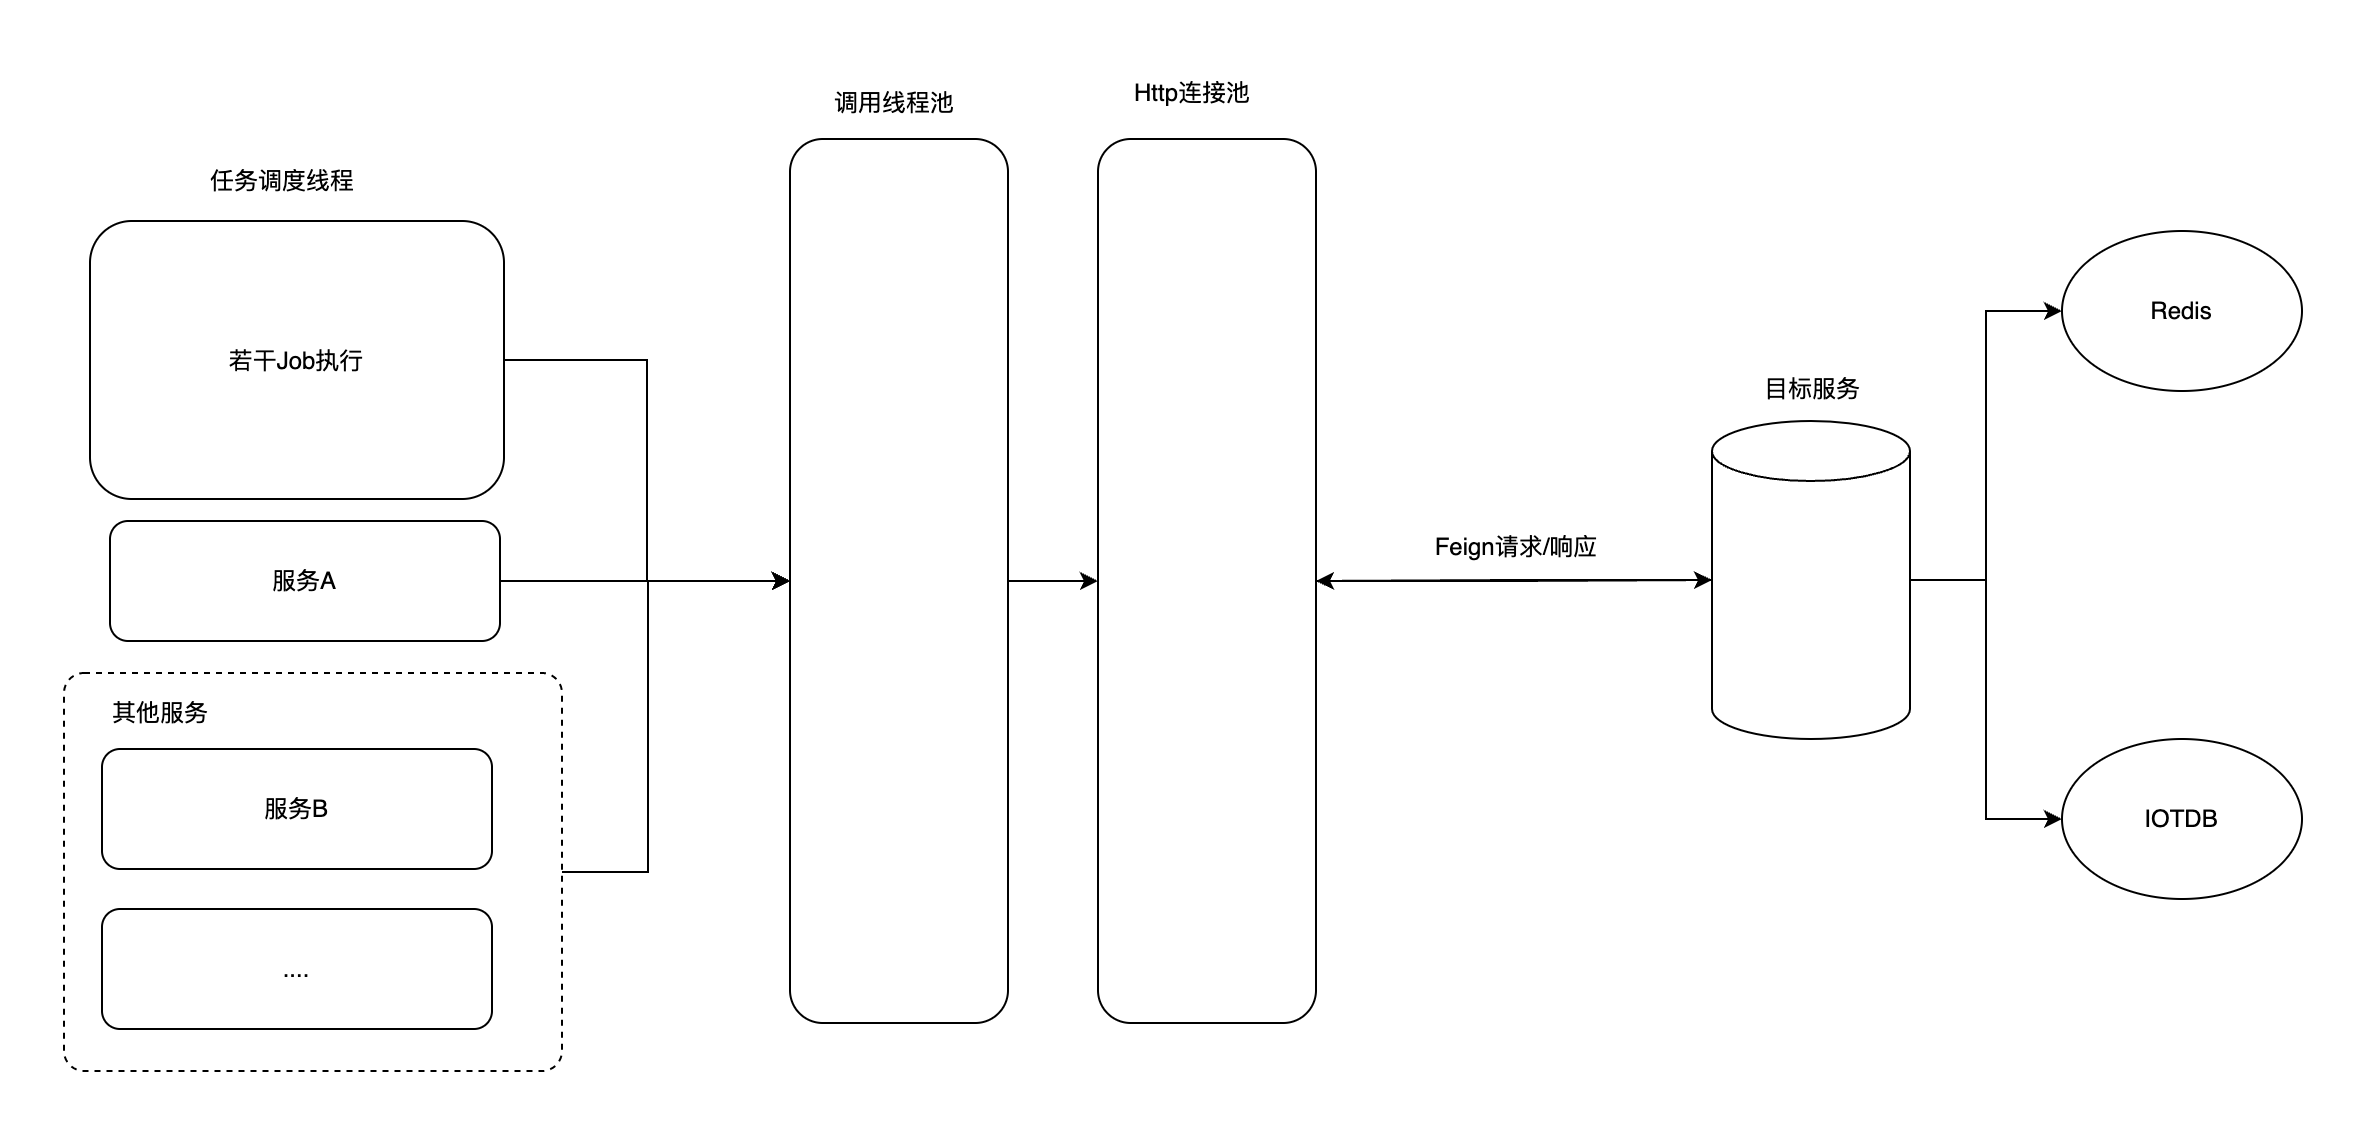 任务调度线程
若干Job执行
服务A
其他服务
服务B
....
调用线程池
Http连接池
Feign请求/响应
目标服务
Redis
IOTDB